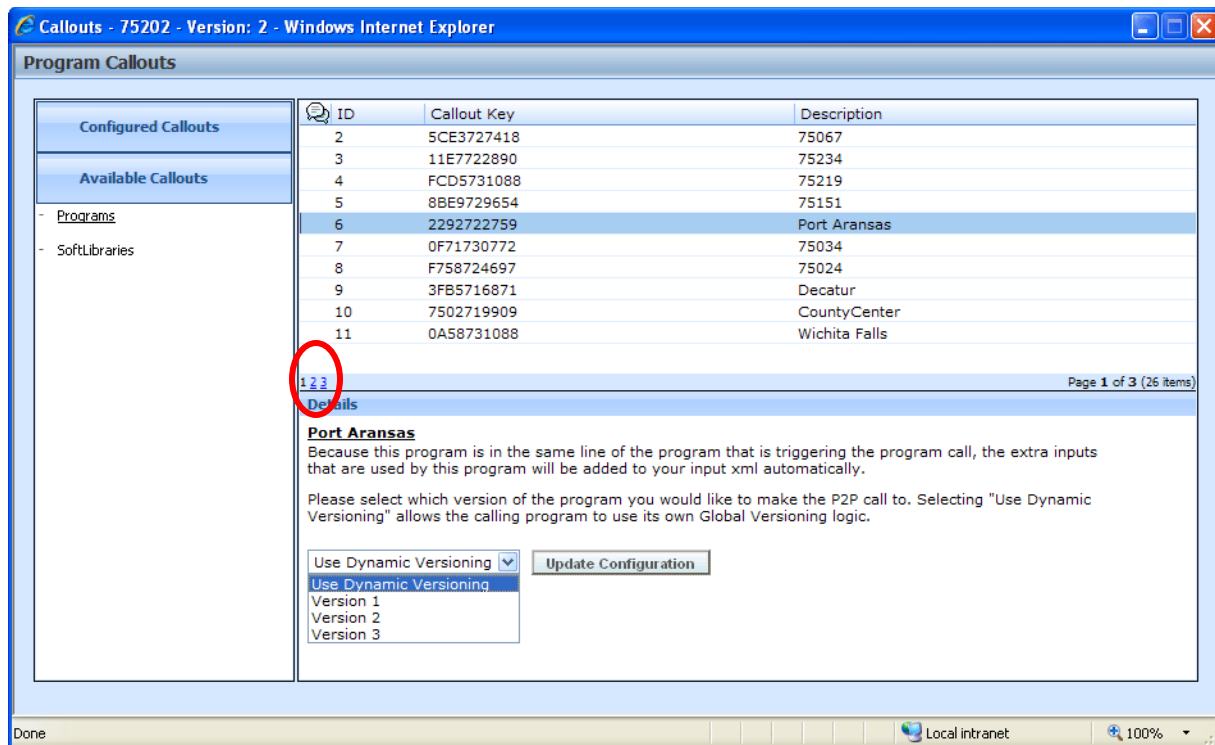 Callouts - 75202 - Version: 2 - Windows Internet Explorer
Program Callouts
Configured Callouts
Available Callouts
- Programs
- SoftLibraries
ID Callout Key Description
2 5CE3727418 75067
3 11E7722890 75234
4 FCD5731088 75219
5 8BE9729654 75151
6 2292722759 Port Aransas
7 0F71730772 75034
8 F758724697 75024
9 3FB5716871 Decatur
10 7502719909 CountyCenter
11 0A58731088 Wichita Falls
1 2 3 Page 1 of 3 (26 items)
Details
Port Aransas
Because this program is in the same line of the program that is triggering the program call, the extra inputs
that are used by this program will be added to your input xml automatically.
Please select which version of the program you would like to make the P2P call to. Selecting "Use Dynamic
Versioning" allows the calling program to use its own Global Versioning logic.
Use Dynamic Versioning Update Configuration
Use Dynamic Versioning
Version 1
Version 2
Version 3
Done Local intranet 100%